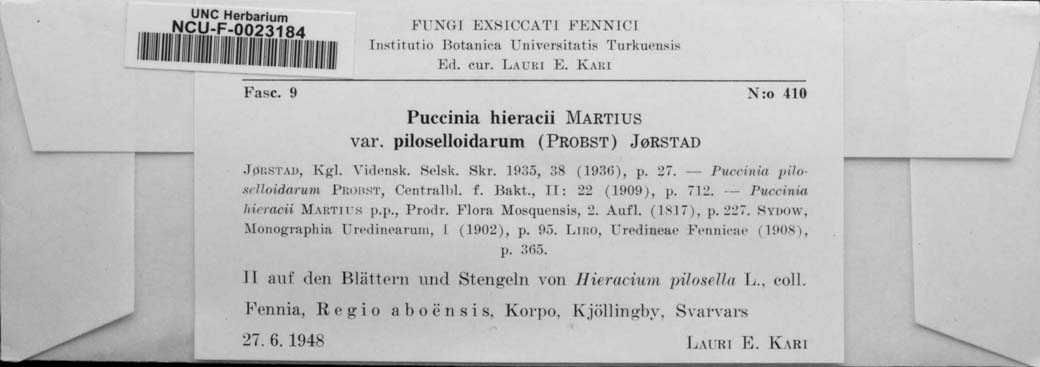 UNC Herbarium
NCU-F-0023184
FUNGI EXSICCATI FENNICI
Institutio Botanica Universitatis Turkuensis
Ed. cur. LAURI E. KARI
Fasc. 9 N:o 410
Puccinia hieracii MARTIUS
var. piloselloidarum (PROBST) JøRSTAD
JøRSTAD, Kgl. Vidensk. Selsk. Skr. 1935, 38 (1936), p. 27. — Puccinia pilo-
selloidarum PROBST, Centralbl. f. Bakt., II: 22 (1909), p. 712. — Puccinia
hieracii MARTIUS p.p., Prodr. Flora Mosquensis, 2. Aufl. (1817), p. 227. SYDOW,
Monographia Uredinearum, I (1902), p. 95. LIRO, Uredineae Fennicae (1908),
p. 365.
II auf den Blättern und Stengeln von Hieracium pilosella L., coll.
Fennia, Regio aboënsis, Korpo, Kjöllingby, Svarvars
27. 6. 1948 LAURI E. KARI